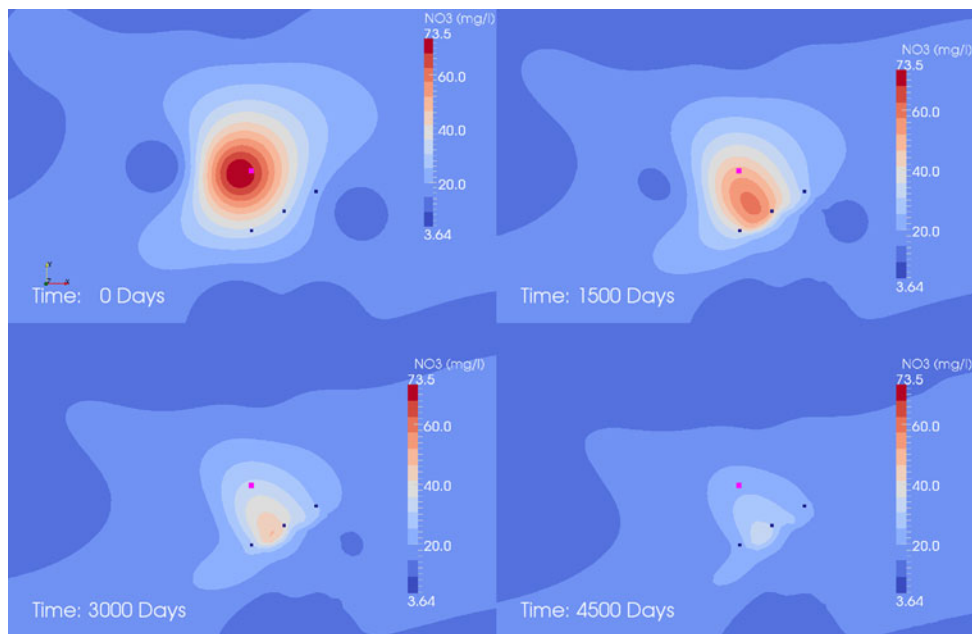 NO3 (mg/l)
73.5
60.0
40.0
20.0
3.64
Y
Z
X
Time: 0 Days
NO3 (mg/l)
73.5
60.0
40.0
20.0
3.64
Time: 1500 Days
NO3 (mg/l)
73.5
60.0
40.0
20.0
3.64
Time: 3000 Days
NO3 (mg/l)
73.5
60.0
40.0
20.0
3.64
Time: 4500 Days